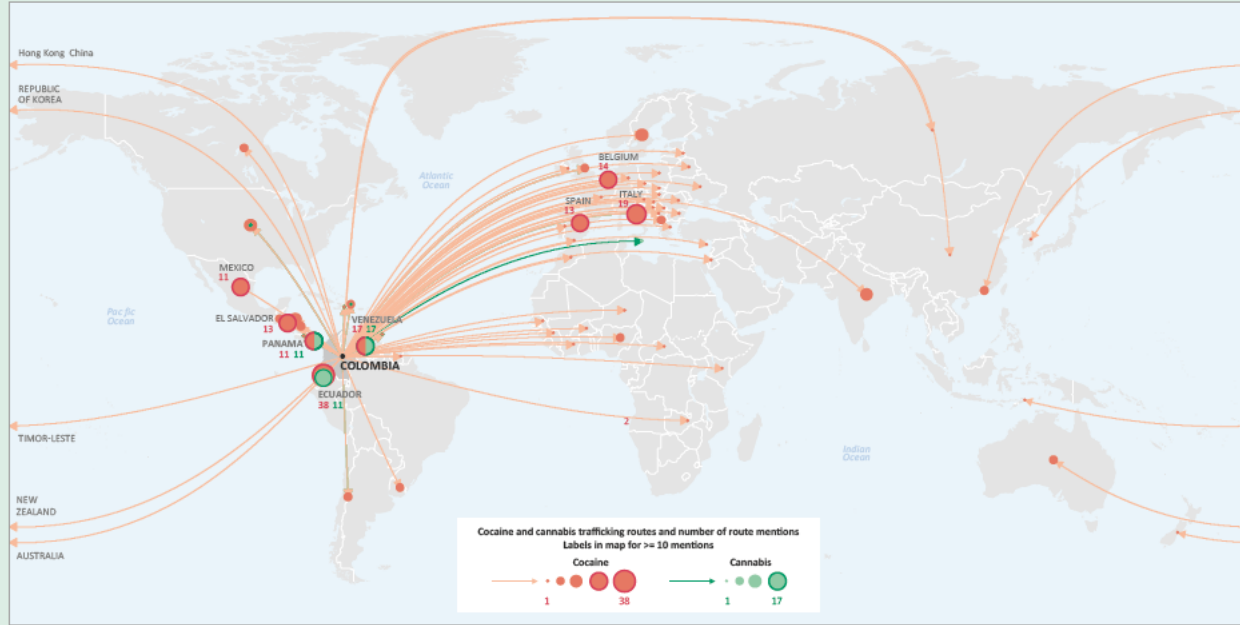 Hong Kong China
REPUBLIC
OF KOREA
Atlantic
Ocean
BELGIUM
14
SPAIN
13
ITALY
19
MEXICO
11
Pacific
Ocean
EL SALVADOR
13
VENEZUELA
17 17
PANAMA
11 11
COLOMBIA
ECUADOR
38 11
2
TIMOR-LESTE
Indian
Ocean
NEW
ZEALAND
AUSTRALIA
Cocaine and cannabis trafficking routes and number of route mentions
Labels in map for >= 10 mentions
Cocaine
Cannabis
1
38
1
17